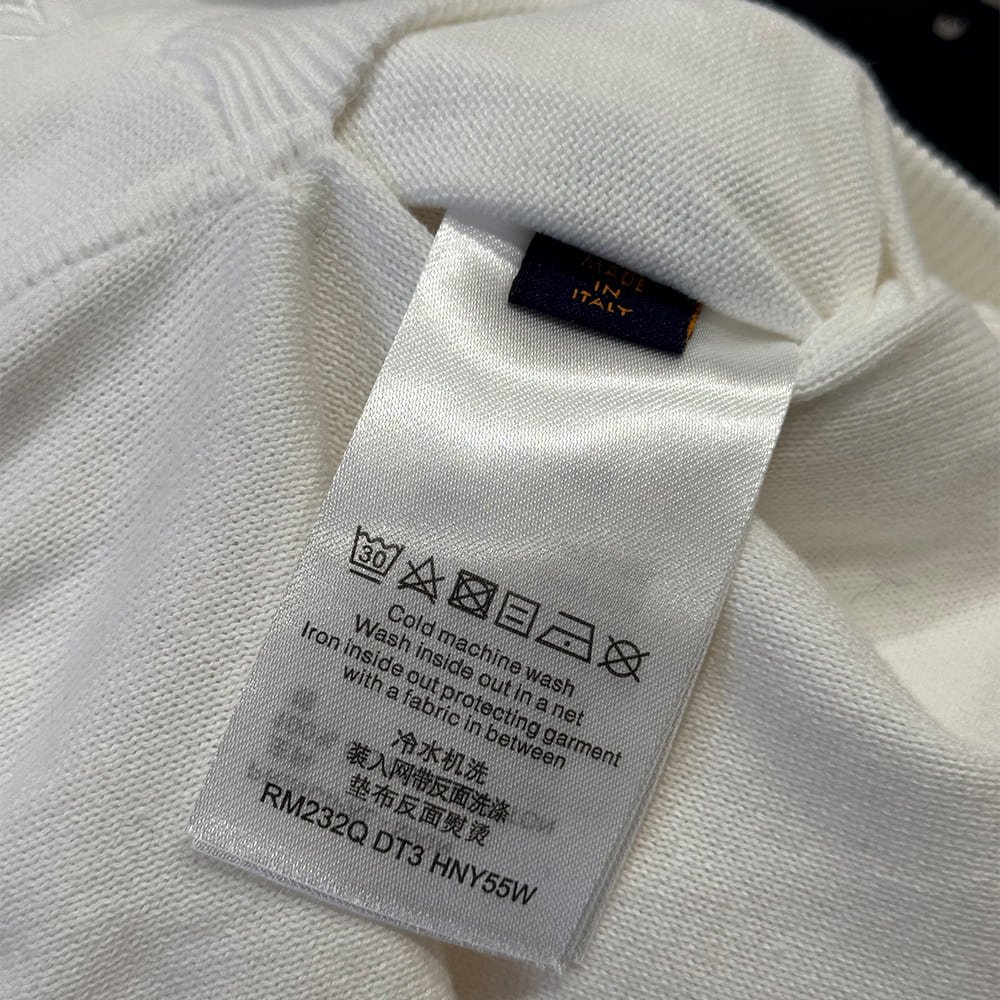 MADE
IN
ITALY
30
Cold machine wash
Wash inside out in a net
Iron inside out protecting garment
with a fabric in between
冷水机洗
装入网带反面洗涤
垫布反面熨烫
RM232Q DT3 HNY55W